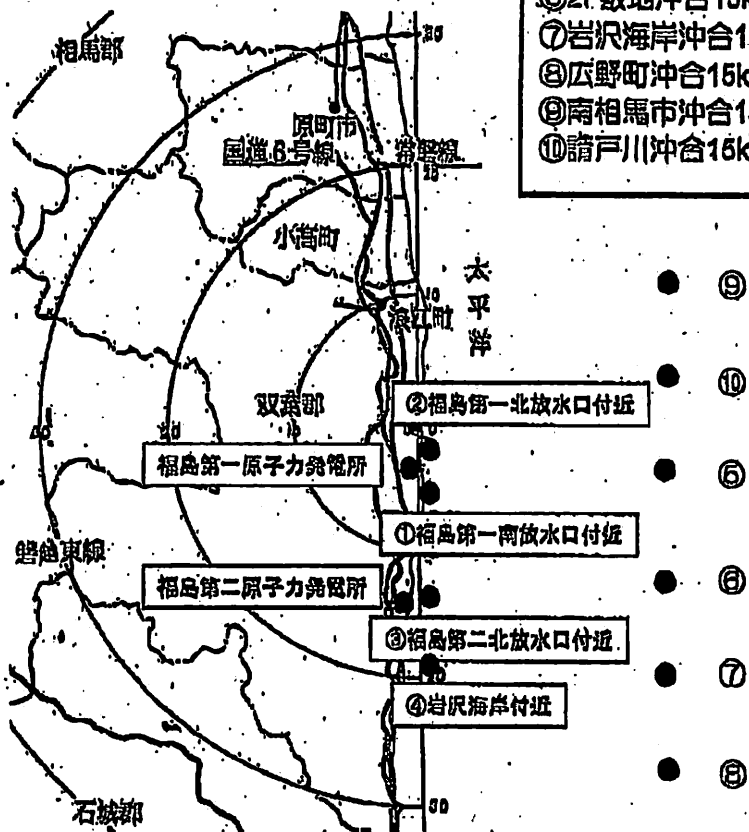 ⑦岩沢海岸沖合1
⑧広野町沖合15k
⑨南相馬市沖合1
⑩請戸川沖合15k
相馬郡
原町市
国道6号線
常磐線
小高町
太平洋
浪江町
⑨
⑩
双葉郡
②福島第一北放水口付近
福島第一原子力発電所
⑤
①福島第一南放水口付近
磐越東線
福島第二原子力発電所
⑥
③福島第二北放水口付近
⑦
④岩沢海岸付近
⑧
石城郡
30